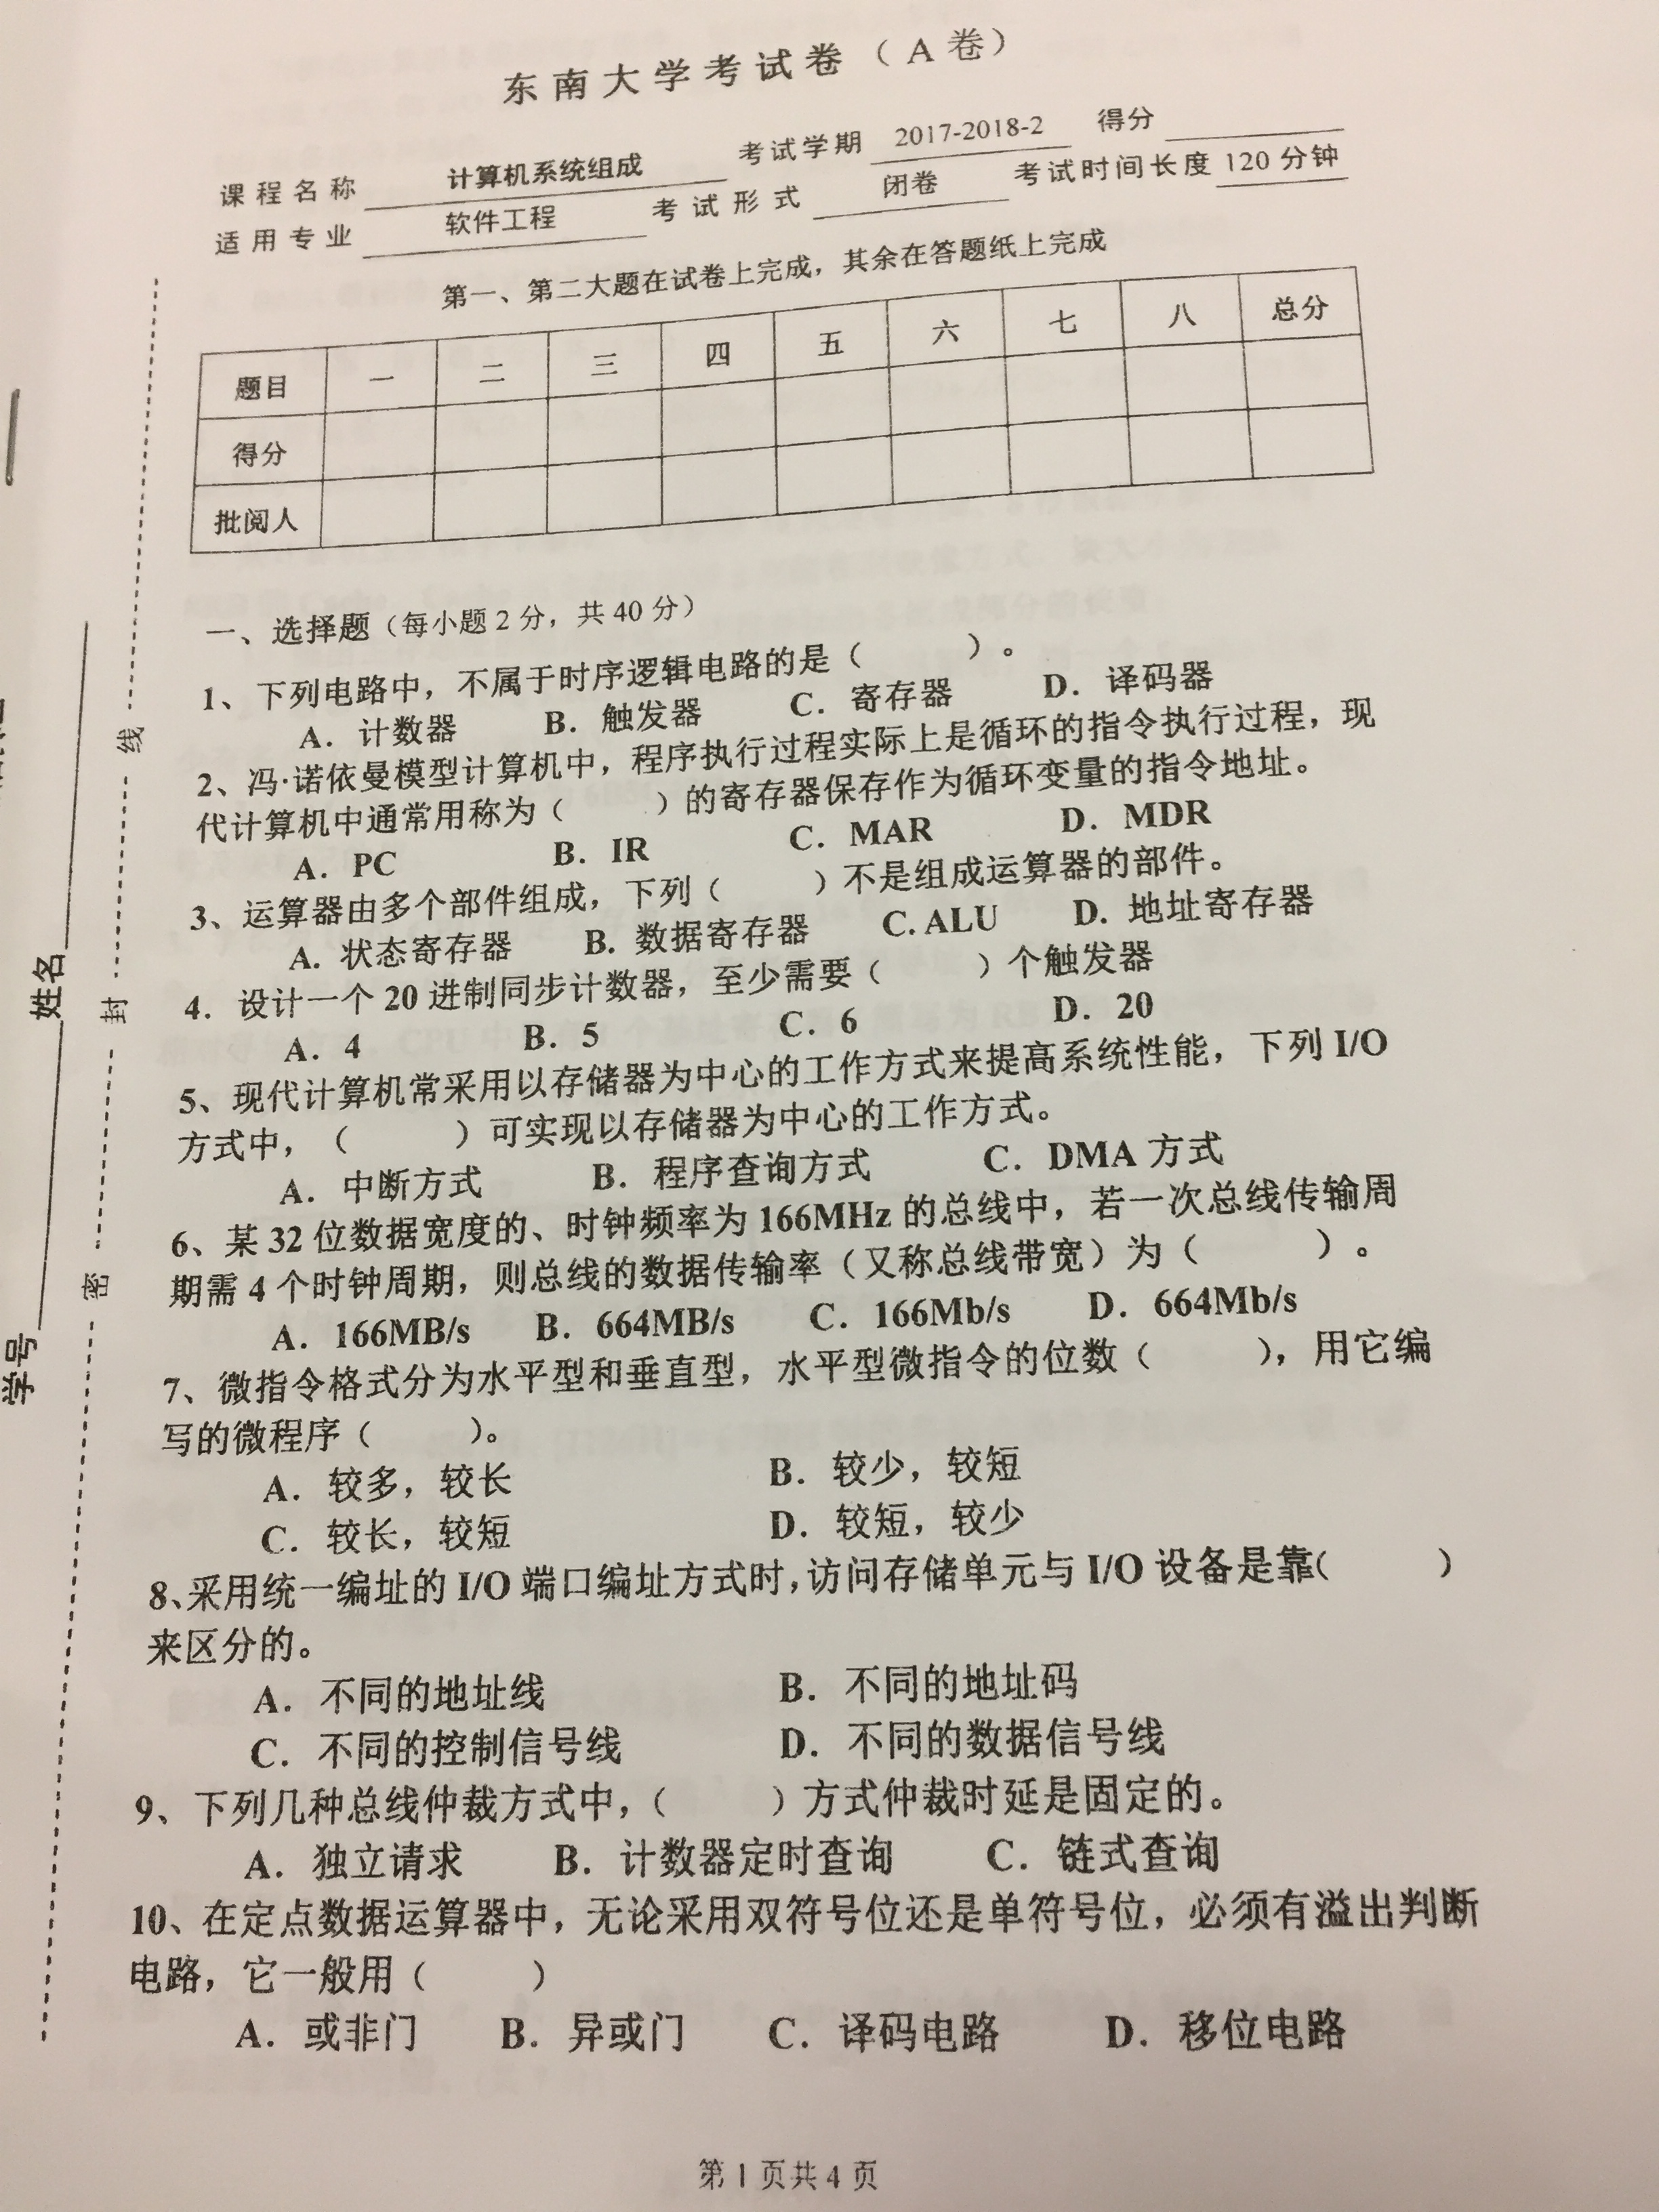 东南大学考试卷（A卷）
课程名称 计算机系统组成 考试学期 2017-2018-2 得分
适用专业 软件工程 考试形式 闭卷 考试时间长度 120 分钟
第一、第二大题在试卷上完成，其余在答题纸上完成
题目 一 二 三 四 五 六 七 八 总分
得分
批阅人
一、选择题（每小题 2 分，共 40 分）
1、下列电路中，不属于时序逻辑电路的是（ ）。
A．计数器 B．触发器 C．寄存器 D．译码器
2、冯·诺依曼模型计算机中，程序执行过程实际上是循环的指令执行过程，现
代计算机中通常用称为（ ）的寄存器保存作为循环变量的指令地址。
A．PC B．IR C．MAR D．MDR
3、运算器由多个部件组成，下列（ ）不是组成运算器的部件。
A. 状态寄存器 B. 数据寄存器 C. ALU D. 地址寄存器
4．设计一个 20 进制同步计数器，至少需要（ ）个触发器
A．4 B．5 C．6 D．20
5、现代计算机常采用以存储器为中心的工作方式来提高系统性能，下列 I/O
方式中，（ ）可实现以存储器为中心的工作方式。
A．中断方式 B．程序查询方式 C．DMA 方式
6、某 32 位数据宽度的、时钟频率为 166MHz 的总线中，若一次总线传输周
期需 4 个时钟周期，则总线的数据传输率（又称总线带宽）为（ ）。
A．166MB/s B．664MB/s C．166Mb/s D．664Mb/s
7、微指令格式分为水平型和垂直型，水平型微指令的位数（ ），用它编
写的微程序（ ）。
A．较多，较长 B．较少，较短
C．较长，较短 D．较短，较少
8、采用统一编址的 I/O 端口编址方式时，访问存储单元与 I/O 设备是靠（ ）
来区分的。
A．不同的地址线 B．不同的地址码
C．不同的控制信号线 D．不同的数据信号线
9、下列几种总线仲裁方式中，（ ）方式仲裁时延是固定的。
A．独立请求 B．计数器定时查询 C．链式查询
10、在定点数据运算器中，无论采用双符号位还是单符号位，必须有溢出判断
电路，它一般用（ ）
A．或非门 B．异或门 C．译码电路 D．移位电路
第 1 页共 4 页
学号 姓名
密 封 线